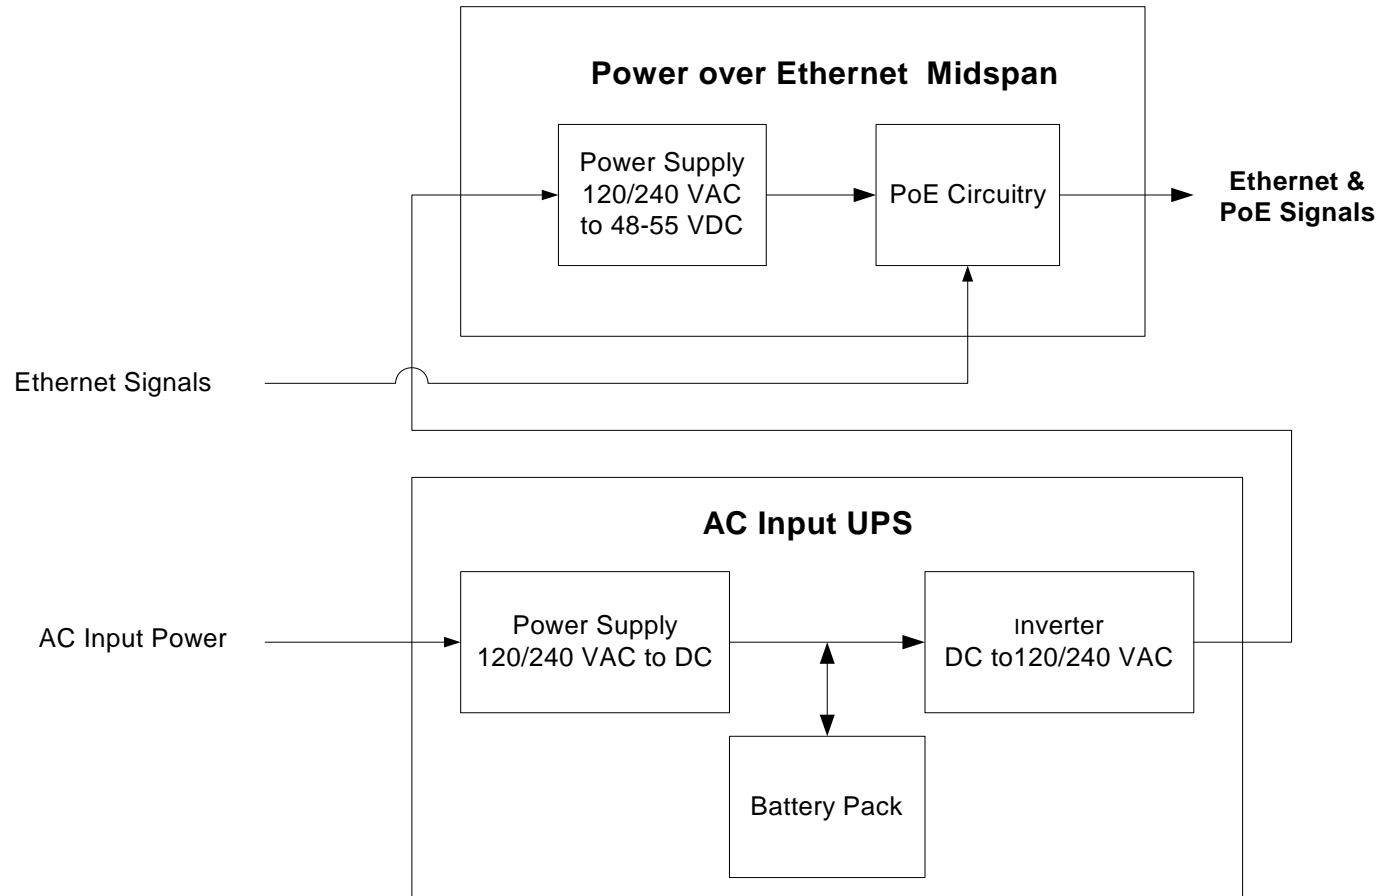 Power over Ethernet  Midspan
Power Supply
120/240 VAC
to 48-55 VDC
PoE Circuitry
Ethernet &
PoE Signals
Ethernet Signals
AC Input UPS
AC Input Power
Power Supply
120/240 VAC to DC
Inverter
DC to120/240 VAC
Battery Pack